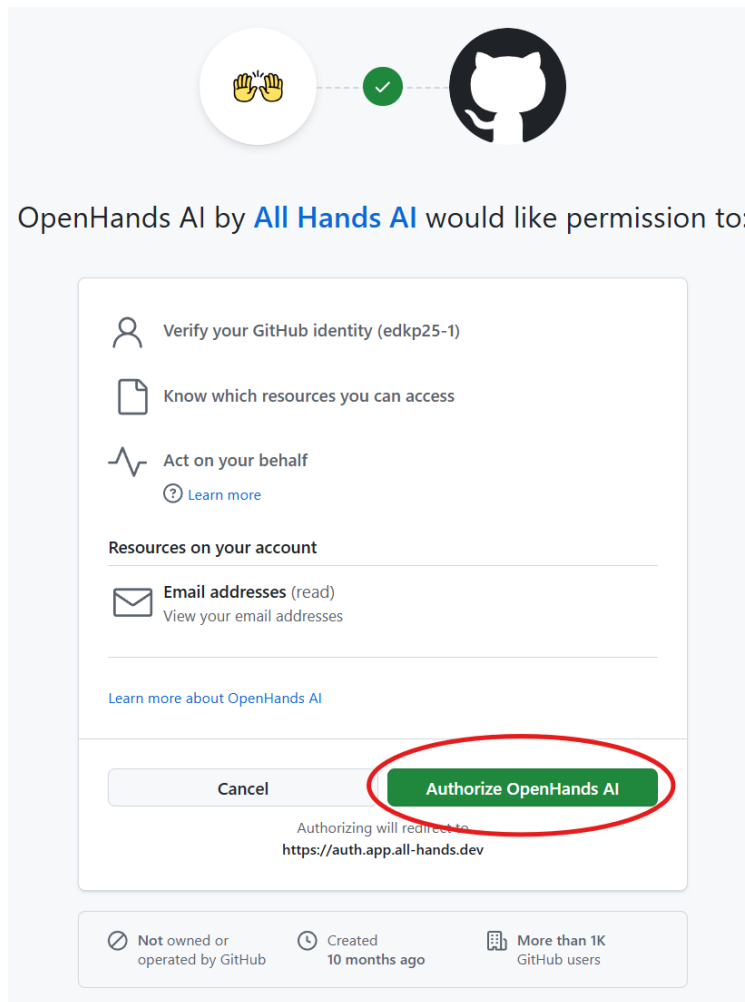 OpenHands AI by All Hands AI would like permission to:
Verify your GitHub identity (edkp25-1)
Know which resources you can access
Act on your behalf
Learn more
Resources on your account
Email addresses (read)
View your email addresses
Learn more about OpenHands AI
Cancel
Authorize OpenHands AI
Authorizing will redirect to
https://auth.app.all-hands.dev
Not owned or
operated by GitHub
Created
10 months ago
More than 1K
GitHub users